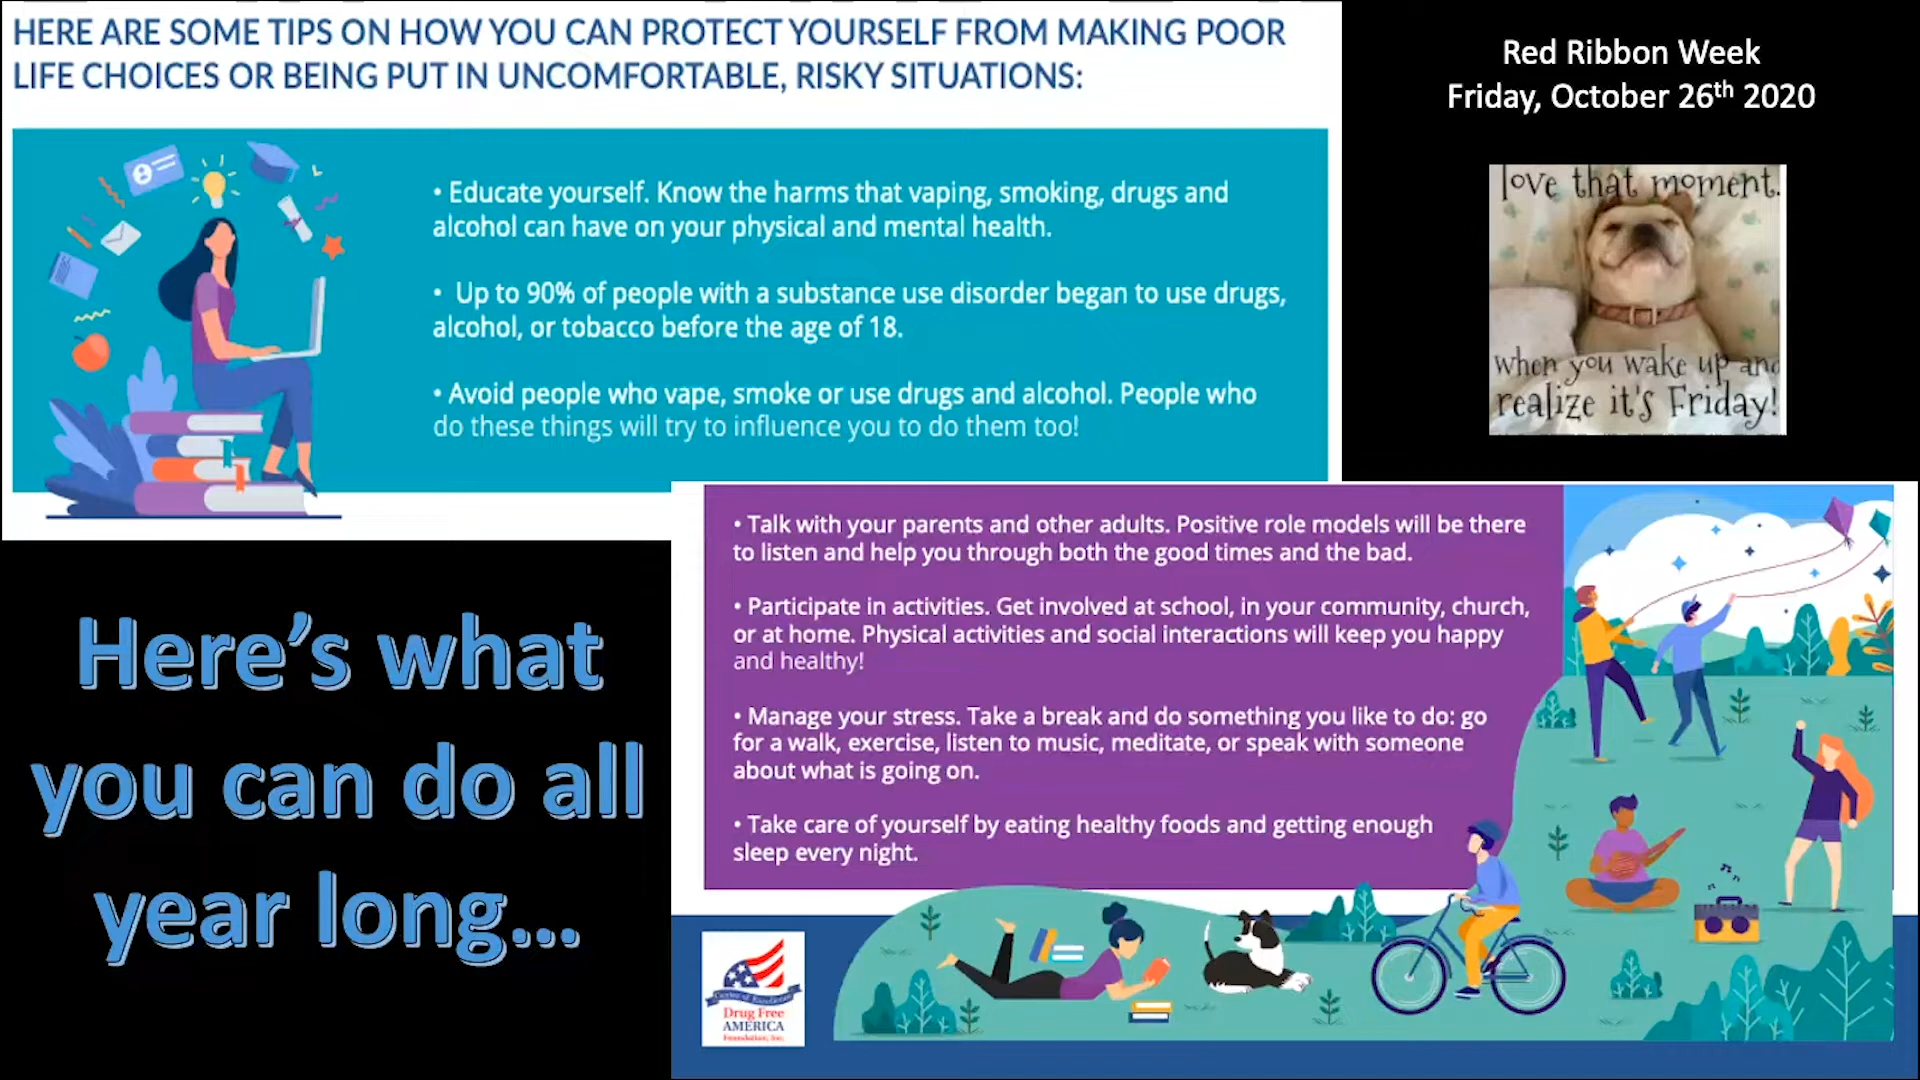 HERE ARE SOME TIPS ON HOW YOU CAN PROTECT YOURSELF FROM MAKING POOR
LIFE CHOICES OR BEING PUT IN UNCOMFORTABLE, RISKY SITUATIONS:
• Educate yourself. Know the harms that vaping, smoking, drugs and
alcohol can have on your physical and mental health.
• Up to 90% of people with a substance use disorder began to use drugs,
alcohol, or tobacco before the age of 18.
• Avoid people who vape, smoke or use drugs and alcohol. People who
do these things will try to influence you to do them too!
Red Ribbon Week
Friday, October 26th 2020
love that moment.
when you wake up and
realize it's Friday!
Here's what
you can do all
year long...
• Talk with your parents and other adults. Positive role models will be there
to listen and help you through both the good times and the bad.
• Participate in activities. Get involved at school, in your community, church,
or at home. Physical activities and social interactions will keep you happy
and healthy!
• Manage your stress. Take a break and do something you like to do: go
for a walk, exercise, listen to music, meditate, or speak with someone
about what is going on.
• Take care of yourself by eating healthy foods and getting enough
sleep every night.
Drug Free
AMERICA
Foundation, Inc.